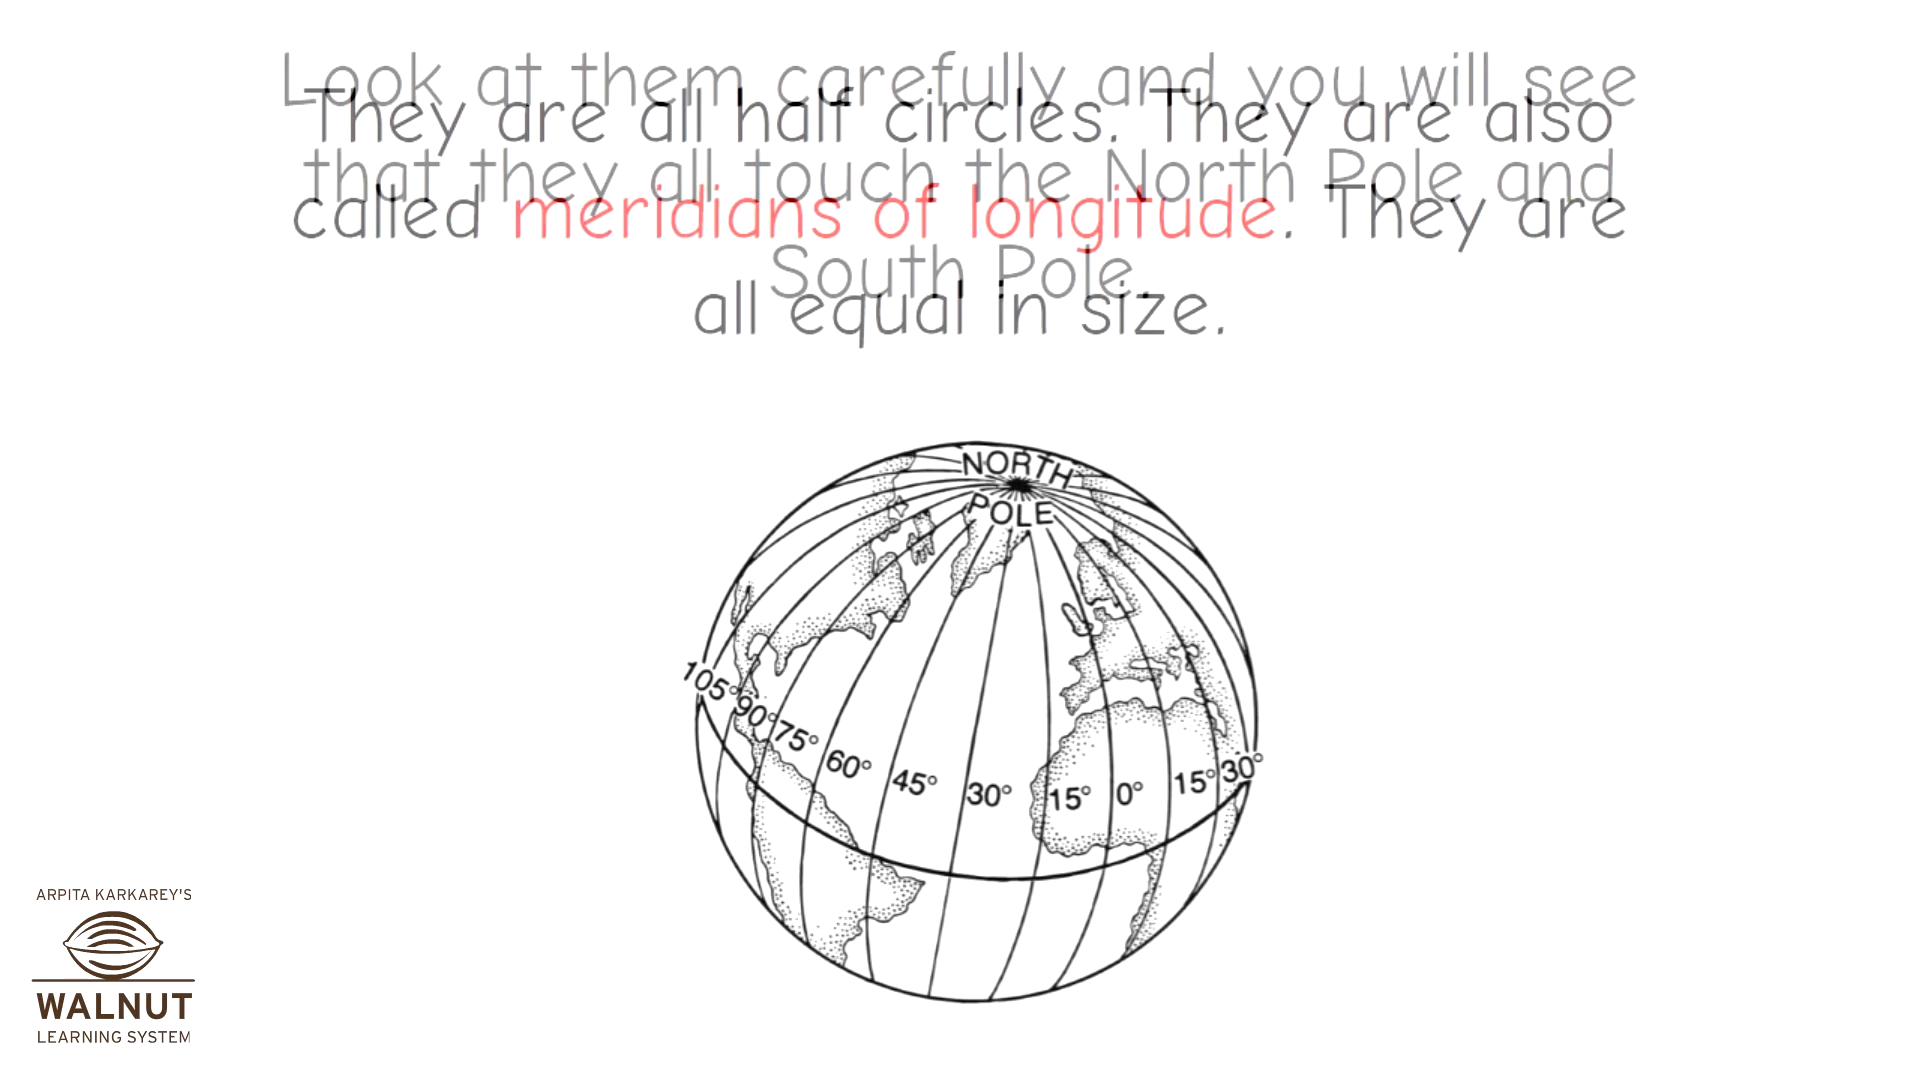 Look at them carefully and you will see
that they all touch the North Pole and
South Pole.
They are all half circles. They are also
called meridians of longitude. They are
all equal in size.
NORTH
POLE
105° 90° 75° 60° 45° 30° 15° 0° 15° 30°
ARPITA KARKAREY'S
WALNUT
LEARNING SYSTEM